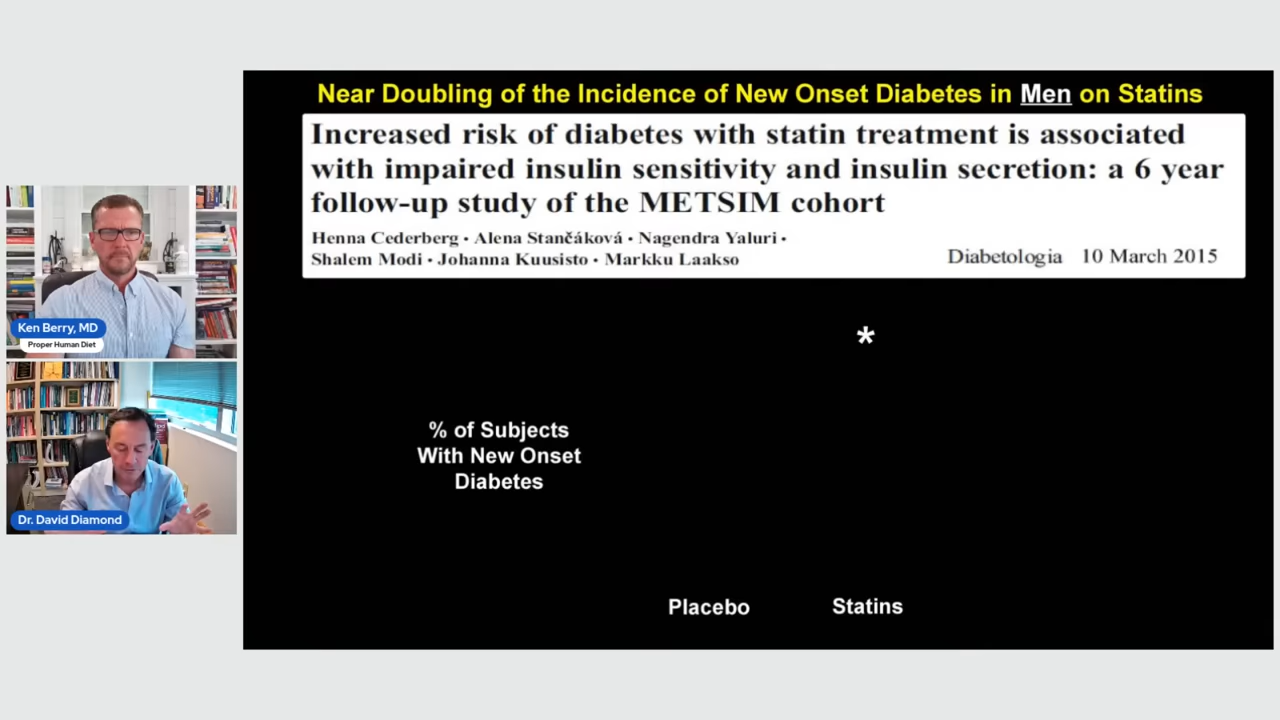 Near Doubling of the Incidence of New Onset Diabetes in Men on Statins
Increased risk of diabetes with statin treatment is associated
with impaired insulin sensitivity and insulin secretion: a 6 year
follow-up study of the METSIM cohort
Henna Cederberg • Alena Stančáková • Nagendra Yaluri •
Shalem Modi • Johanna Kuusisto • Markku Laakso
Diabetologia 10 March 2015
*
% of Subjects
With New Onset
Diabetes
Placebo
Statins
Ken Berry, MD
Proper Human Diet
Dr. David Diamond